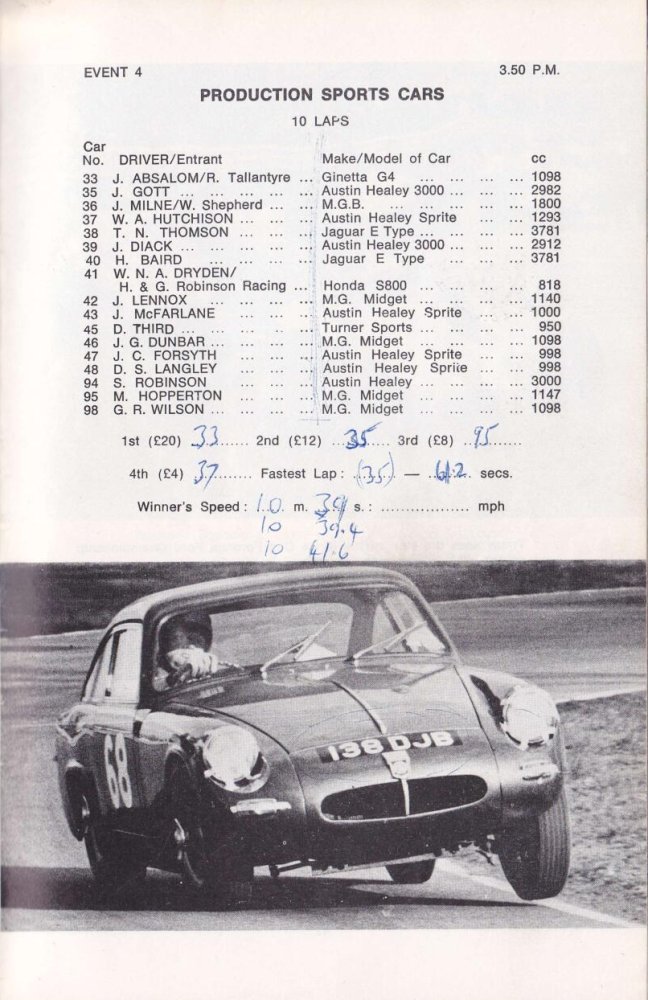 EVENT 4 3.50 P.M.
PRODUCTION SPORTS CARS
10 LAPS
Car
No. DRIVER/Entrant Make/Model of Car cc
33 J. ABSALOM/R. Tallantyre ... Ginetta G4 ... ... ... 1098
35 J. GOTT ... ... ... ... ... Austin Healey 3000 ... ... ... 2982
36 J. MILNE/W. Shepherd ... ... M.G.B. ... ... ... ... ... 1800
37 W. A. HUTCHISON ... ... ... Austin Healey Sprite ... ... 1293
38 T. N. THOMSON ... ... ... Jaguar E Type ... ... ... ... 3781
39 J. DIACK ... ... ... ... ... Austin Healey 3000 ... ... ... 2912
40 H. BAIRD ... ... ... ... Jaguar E Type ... ... ... 3781
41 W. N. A. DRYDEN/
H. & G. Robinson Racing ... Honda S800 ... ... ... ... 818
42 J. LENNOX ... ... ... M.G. Midget ... ... ... ... 1140
43 J. McFARLANE ... ... ... Austin Healey Sprite ... ... 1000
45 D. THIRD ... ... ... ... ... Turner Sports ... ... ... ... 950
46 J. G. DUNBAR ... ... ... ... M.G. Midget ... ... ... ... 1098
47 J. C. FORSYTH ... ... ... Austin Healey Sprite ... ... 998
48 D. S. LANGLEY ... ... ... Austin Healey Sprite ... ... 998
94 S. ROBINSON ... ... ... Austin Healey ... ... ... ... 3000
95 M. HOPPERTON ... ... ... M.G. Midget ... ... ... ... 1147
98 G. R. WILSON ... ... ... ... M.G. Midget ... ... ... ... 1098
1st (£20) 33 2nd (£12) 35 3rd (£8) 95
4th (£4) 37 Fastest Lap : (35) — 61.2 secs.
Winner's Speed : 10 m. 39 s. : .................. mph
10 39.4
10 41.6
68
138 DJB